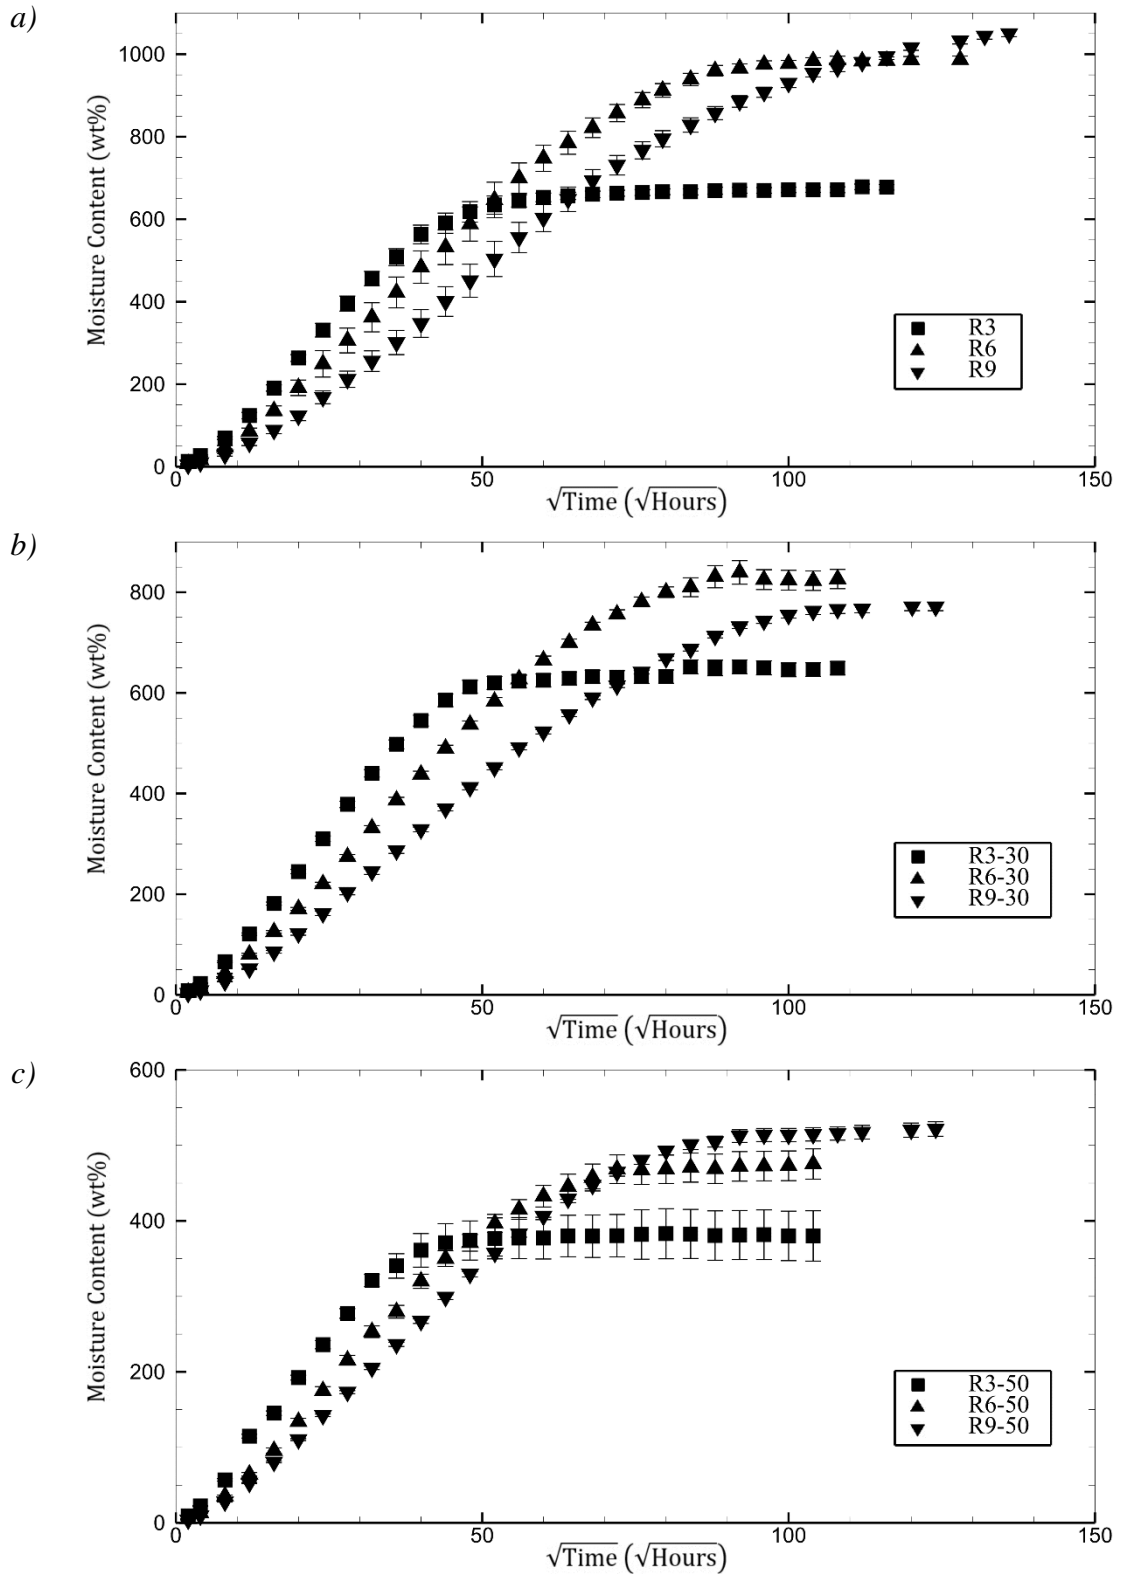 a)
Moisture Content (wt%)
1000
800
600
400
200
0
0 50 100 150
√Time (√Hours)
R3
R6
R9
b)
Moisture Content (wt%)
800
600
400
200
0
0 50 100 150
√Time (√Hours)
R3-30
R6-30
R9-30
c)
Moisture Content (wt%)
600
400
200
0
0 50 100 150
√Time (√Hours)
R3-50
R6-50
R9-50